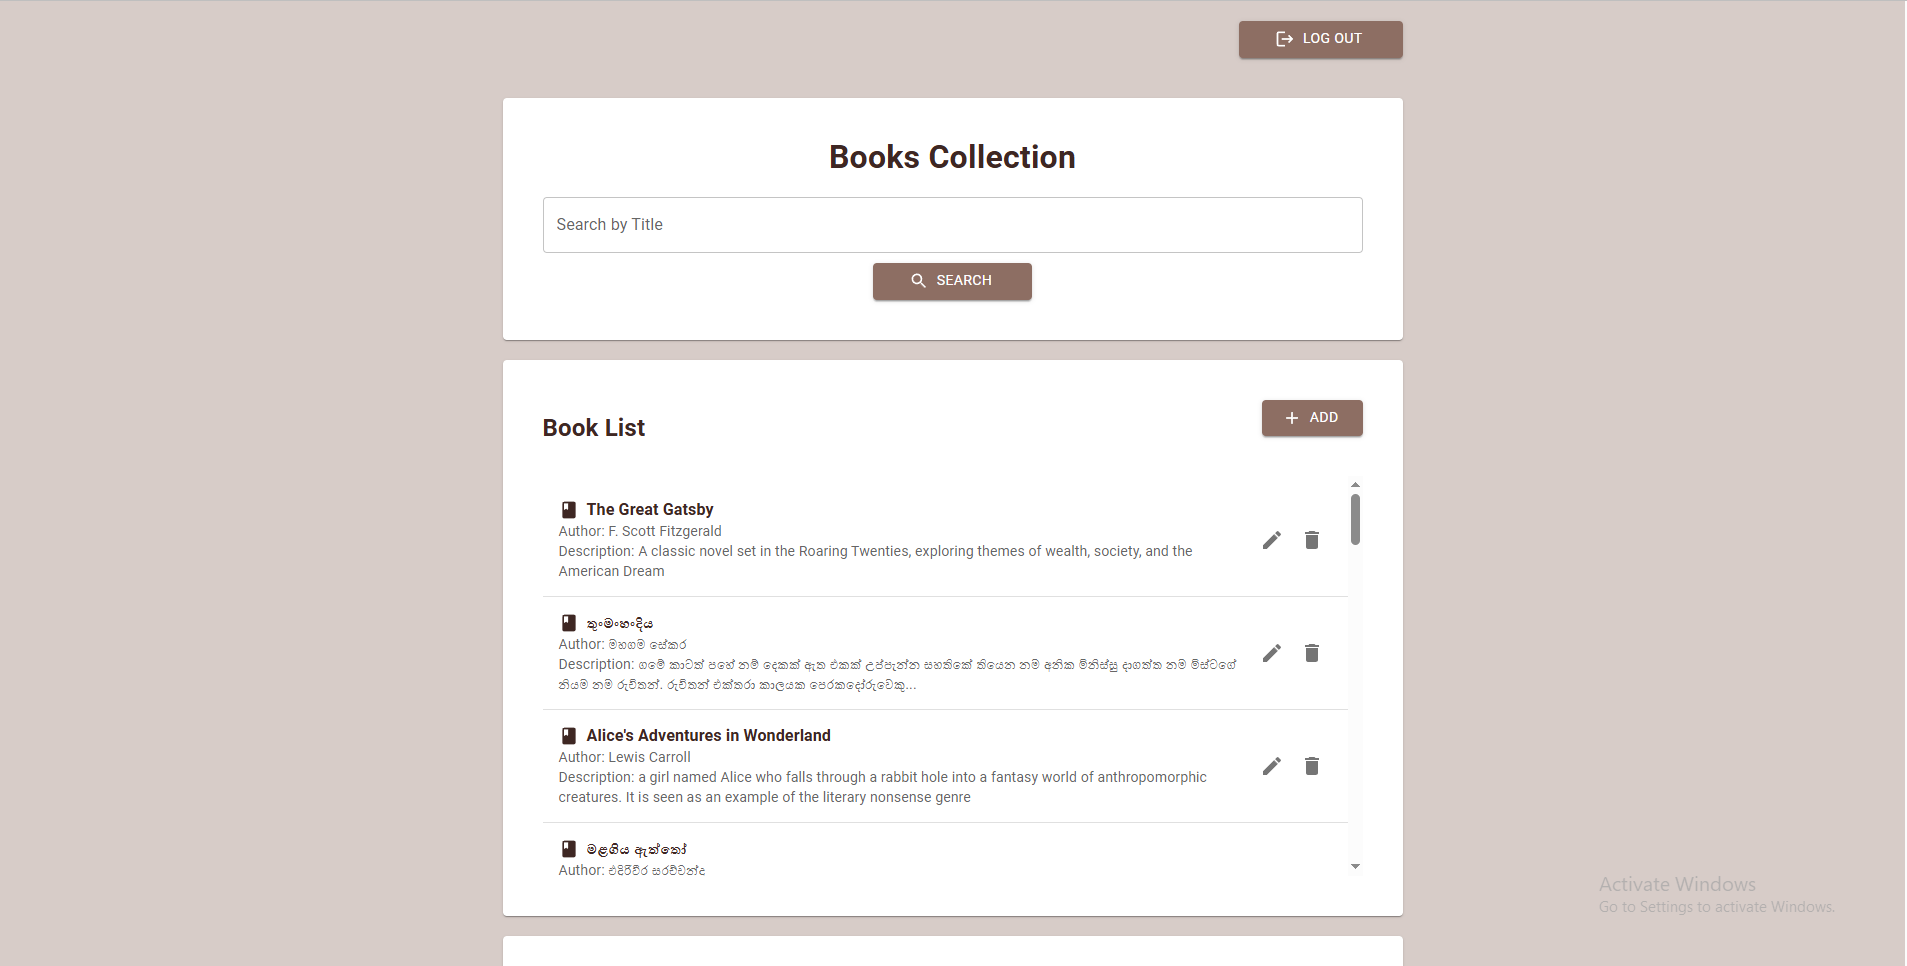 LOG OUT
Books Collection
Search by Title
SEARCH
Book List
ADD
The Great Gatsby
Author: F. Scott Fitzgerald
Description: A classic novel set in the Roaring Twenties, exploring themes of wealth, society, and the
American Dream
තුංමංහංදිය
Author: මහගම සේකර
Description: ගමේ කාටත් පහේ නම් දෙකක් ඇත එකක් උප්පැන්න සහතිකේ තියෙන නම අනික මිනිස්සු දාගත්ත නම මිස්ටගේ
නියම නම රුචිතන්. රුචිතන් එක්තරා කාලයක පෙරකදෝරුවෙකු...
Alice's Adventures in Wonderland
Author: Lewis Carroll
Description: a girl named Alice who falls through a rabbit hole into a fantasy world of anthropomorphic
creatures. It is seen as an example of the literary nonsense genre
මළගිය ඇත්තෝ
Author: එදිරිවීර සරච්චන්ද්‍ර
Activate Windows
Go to Settings to activate Windows.